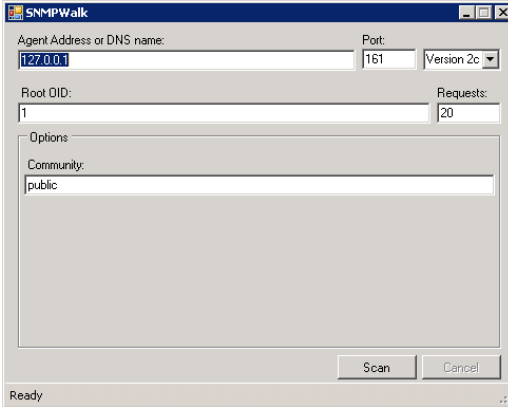 SNMPWalk
Agent Address or DNS name: Port:
127.0.0.1 161 Version 2c
Root OID: Requests:
1 20
Options
Community:
public
Scan Cancel
Ready